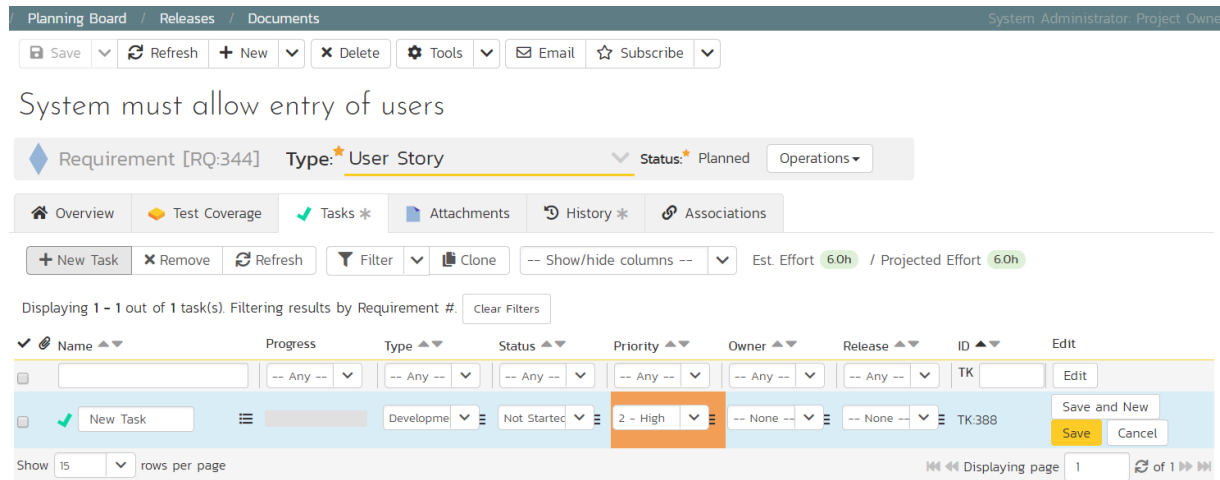 / Planning Board / Releases / Documents System Administrator: Project Owne
Save Refresh + New × Delete Tools Email Subscribe
System must allow entry of users
Requirement [RQ:344] Type: User Story Status: Planned Operations
Overview Test Coverage Tasks * Attachments History * Associations
+ New Task × Remove Refresh Filter Clone -- Show/hide columns -- Est. Effort 6.0h / Projected Effort 6.0h
Displaying 1 - 1 out of 1 task(s). Filtering results by Requirement #. Clear Filters
Name Progress Type Status Priority Owner Release ID Edit
-- Any -- -- Any -- -- Any -- -- Any -- -- Any -- -- Any -- TK Edit
New Task Developme Not Started 2 - High -- None -- -- None -- TK:388 Save and New
Save Cancel
Show 15 rows per page Displaying page 1 of 1